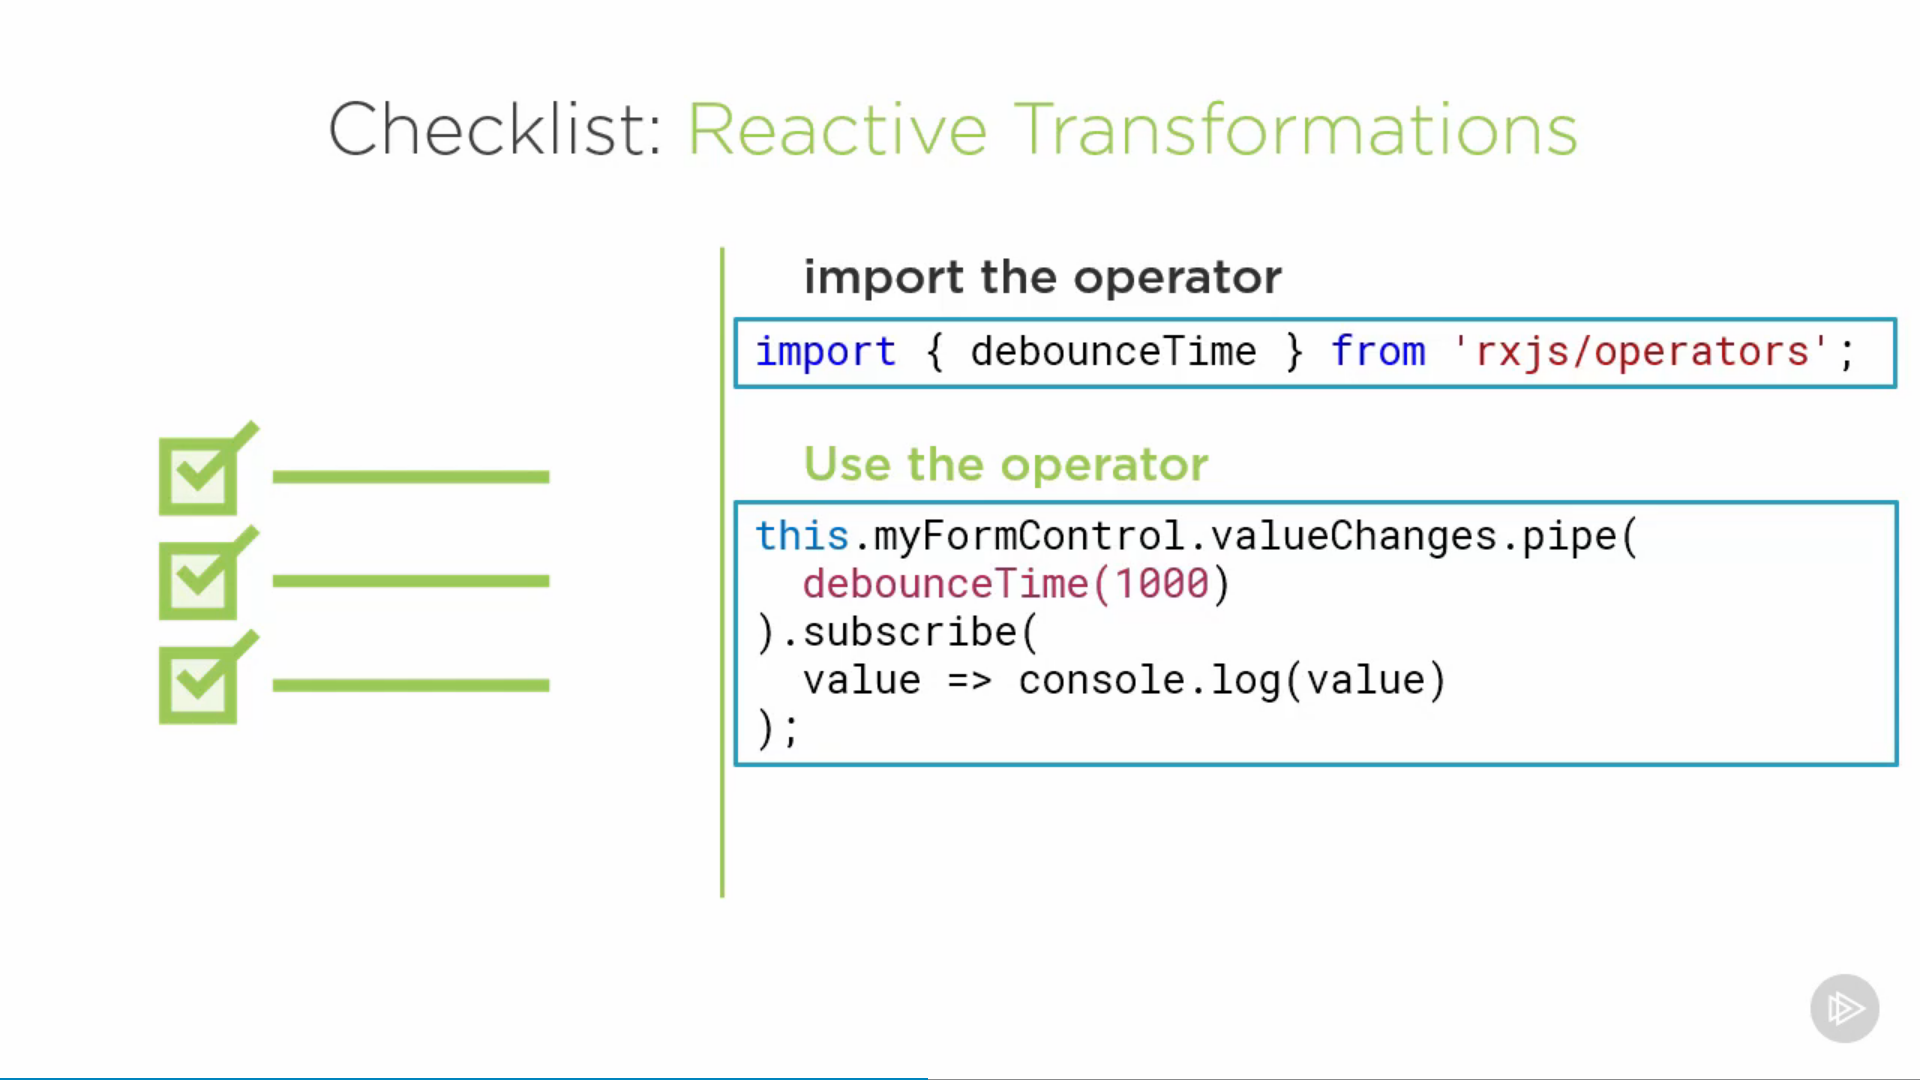 Checklist: Reactive Transformations
import the operator
import { debounceTime } from 'rxjs/operators';
Use the operator
this.myFormControl.valueChanges.pipe(
  debounceTime(1000)
).subscribe(
  value => console.log(value)
);